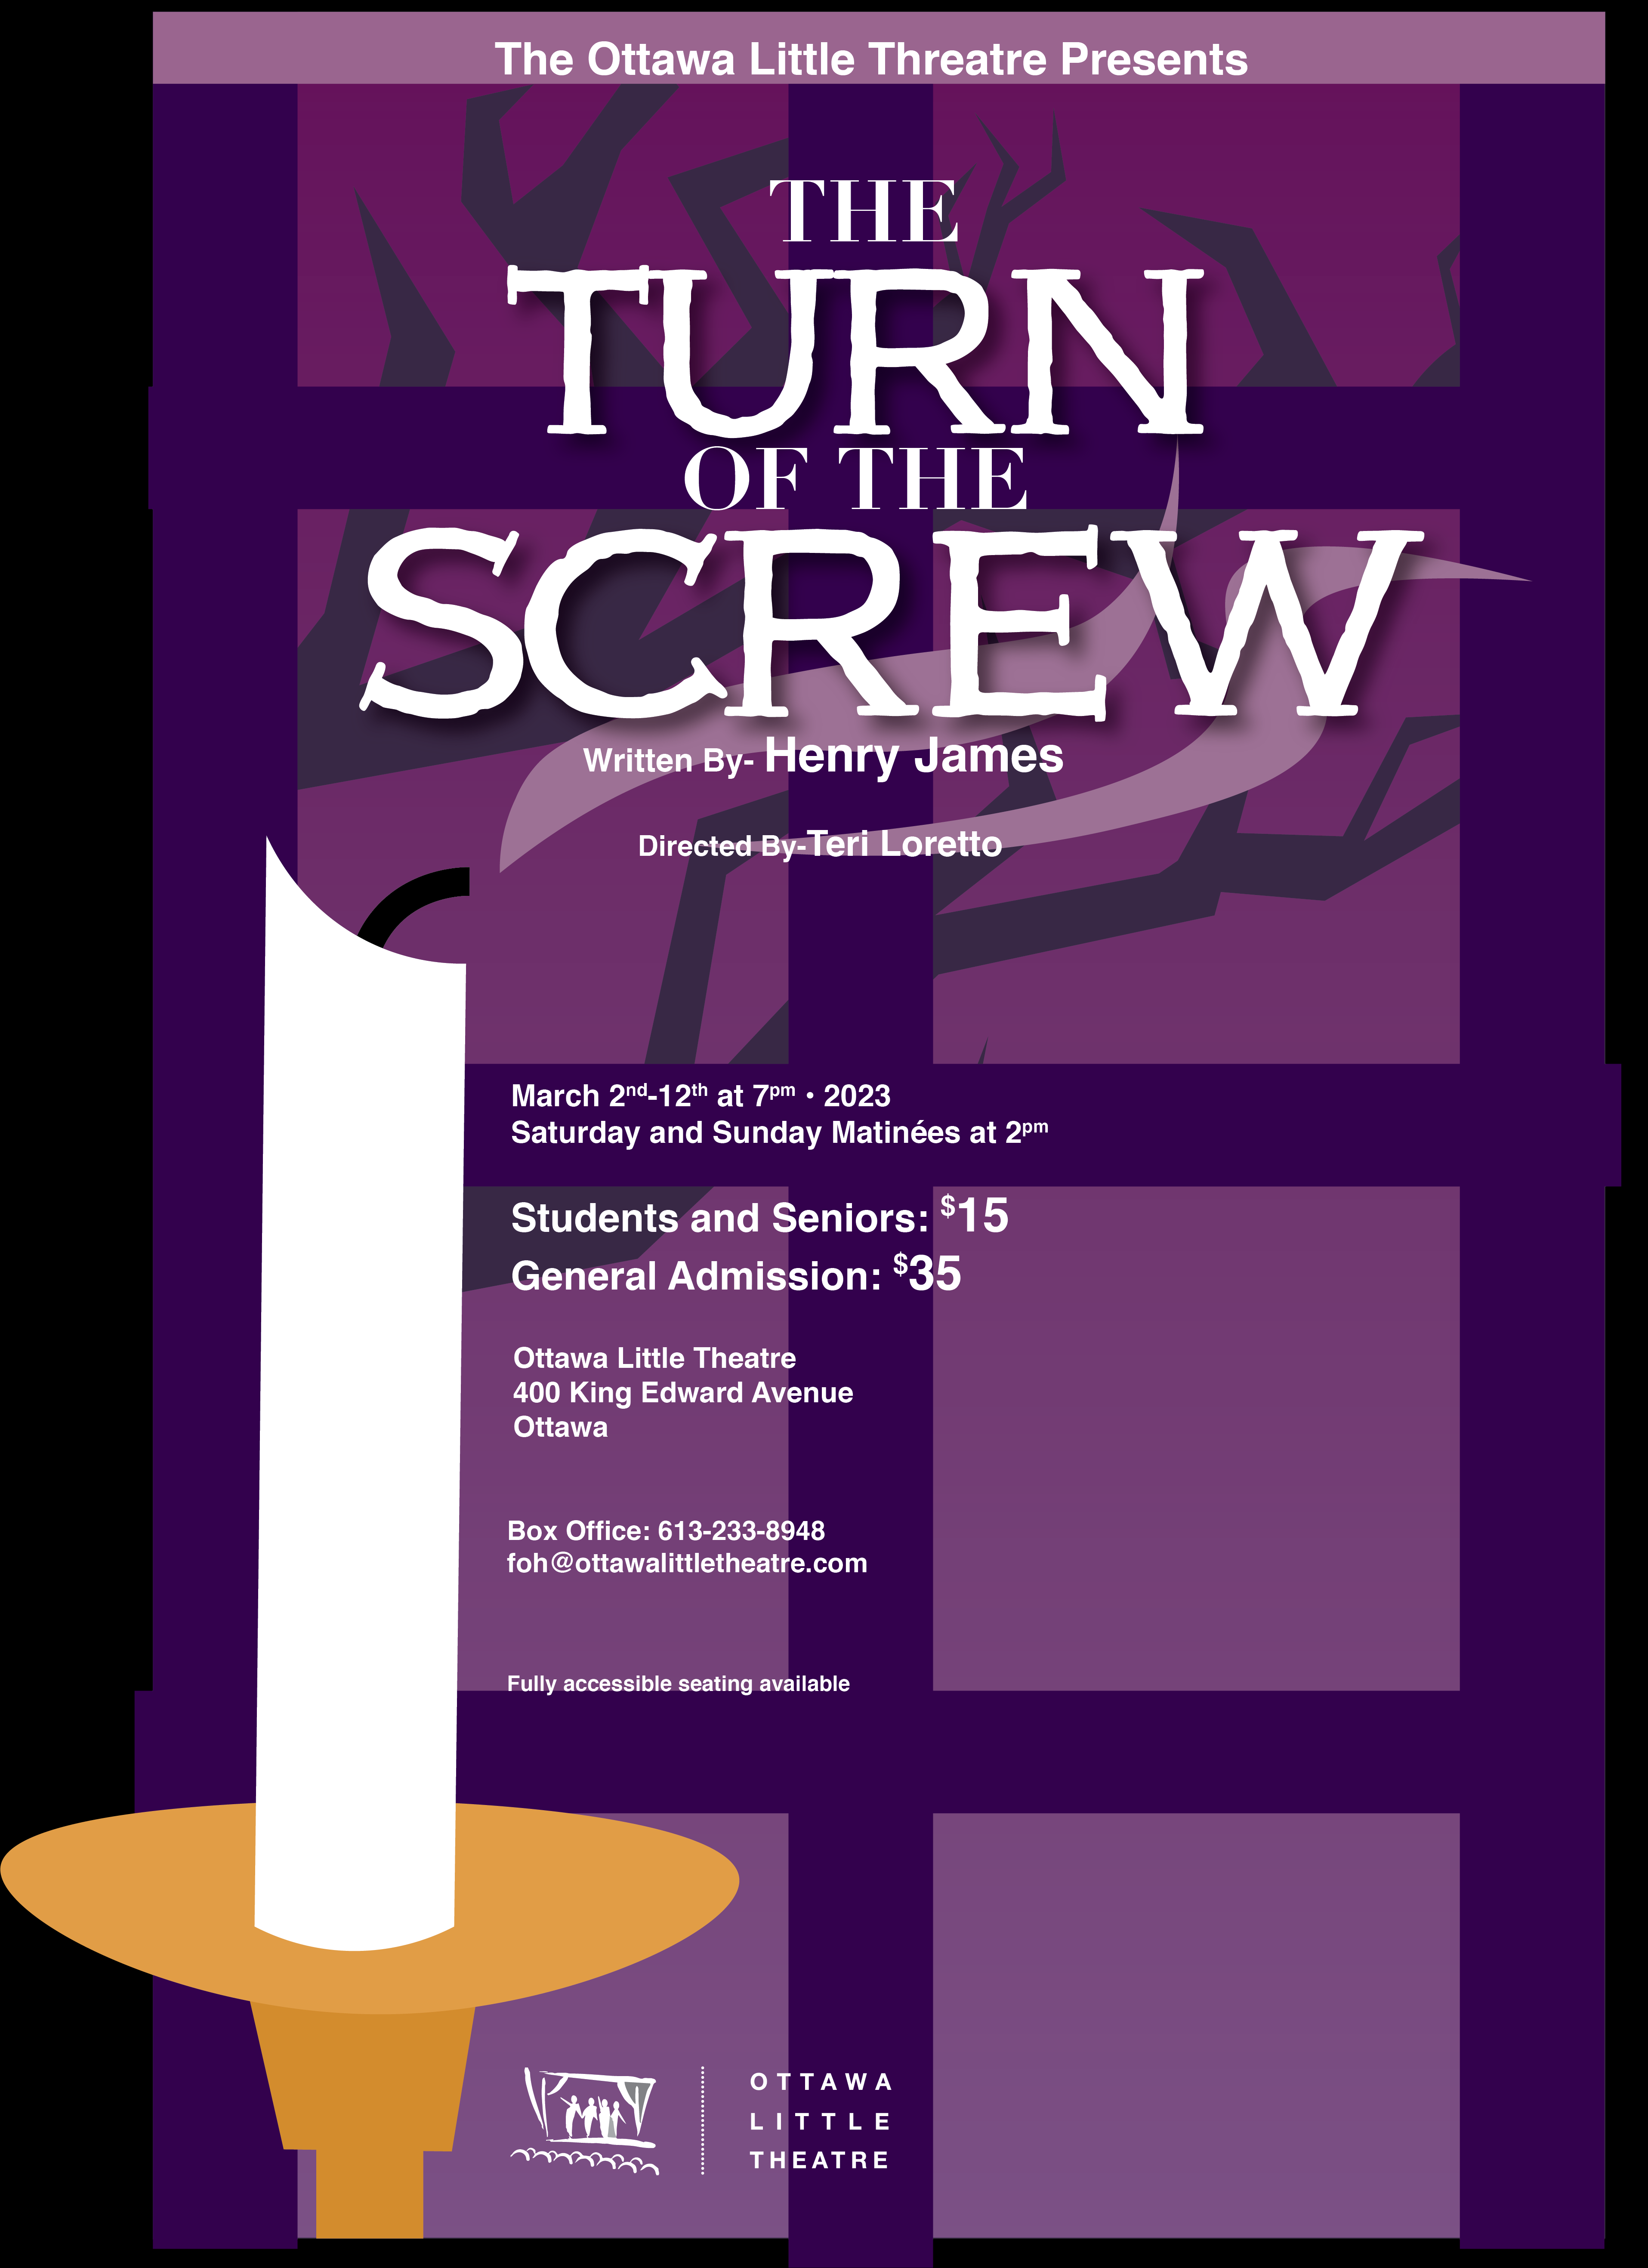 The Ottawa Little Threatre Presents
THE
TURN
OF THE
SCREW
Written By- Henry James
Directed By-Teri Loretto
March 2nd-12th at 7pm • 2023
Saturday and Sunday Matinées at 2pm
Students and Seniors: $15
General Admission: $35
Ottawa Little Theatre
400 King Edward Avenue
Ottawa
Box Office: 613-233-8948
foh@ottawalittletheatre.com
Fully accessible seating available
OTTAWA
LITTLE
THEATRE